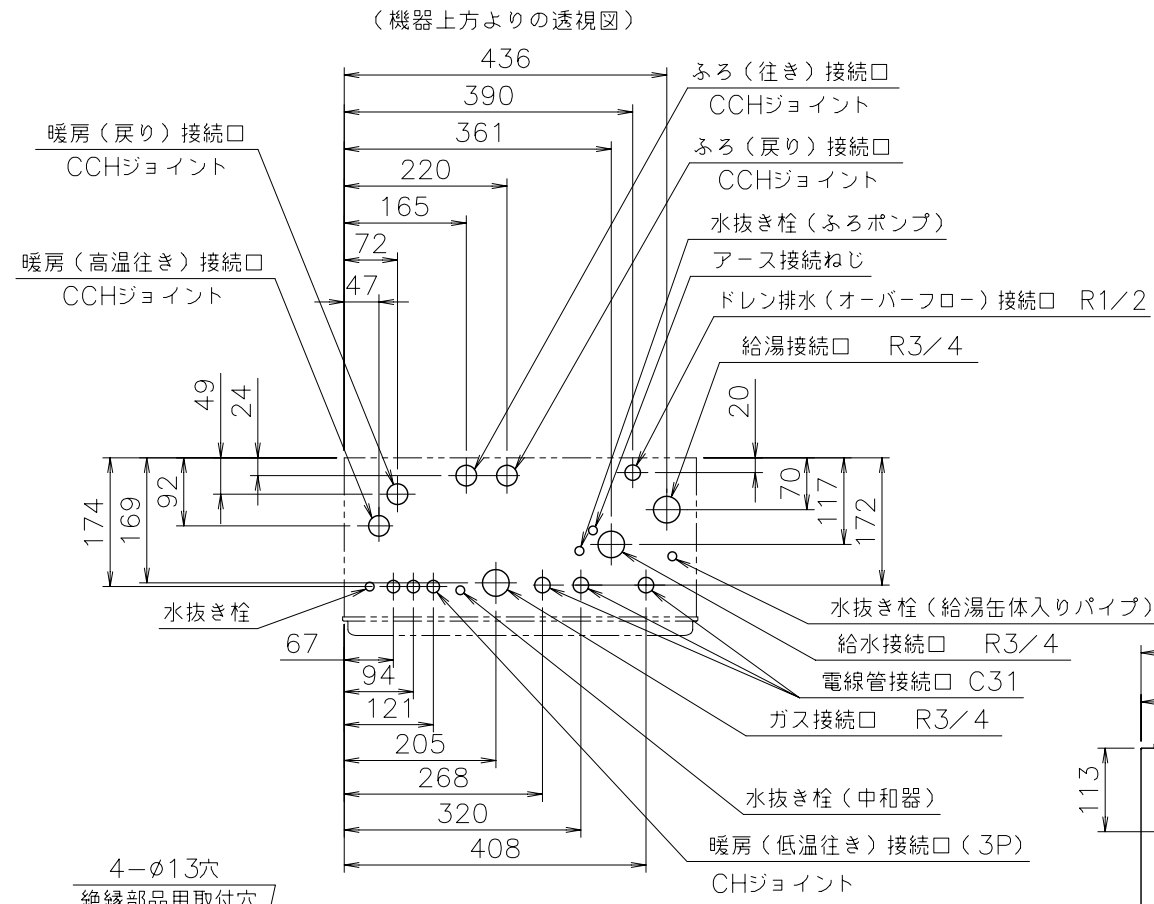 （機器上方よりの透視図）
436
ふろ（往き）接続口
CCHジョイント
390
暖房（戻り）接続口
CCHジョイント
361
ふろ（戻り）接続口
CCHジョイント
220
165
水抜き栓（ふろポンプ）
72
アース接続ねじ
暖房（高温往き）接続口
CCHジョイント
47
ドレン排水（オーバーフロー）接続口 R1/2
給湯接続口 R3/4
49
24
20
174
169
92
70
117
172
水抜き栓
水抜き栓（給湯缶体入りパイプ）
67
給水接続口 R3/4
94
電線管接続口 C31
121
ガス接続口 R3/4
205
268
113
水抜き栓（中和器）
320
暖房（低温往き）接続口（3P）
CHジョイント
408
4-φ13穴
絶縁部品用取付穴